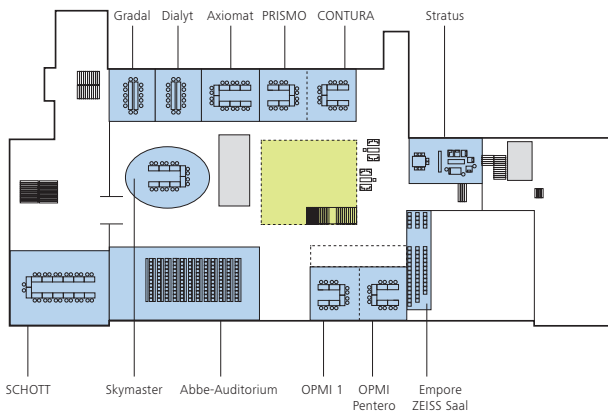 Gradal
Dialyt
Axiomat
PRISMO
CONTURA
Stratus
SCHOTT
Skymaster
Abbe-Auditorium
OPMI 1
OPMI
Pentero
Empore
ZEISS Saal